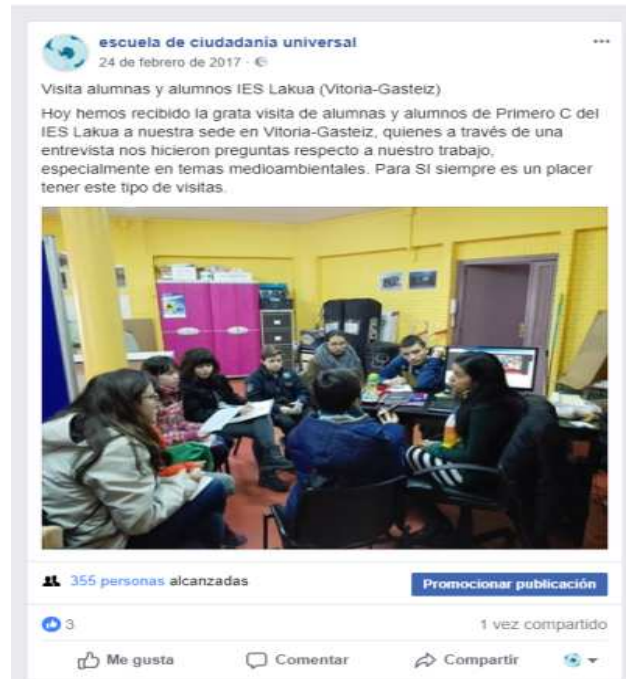 escuela de ciudadanía universal
24 de febrero de 2017 ·
Visita alumnas y alumnos IES Lakua (Vitoria-Gasteiz)
Hoy hemos recibido la grata visita de alumnas y alumnos de Primero C del
IES Lakua a nuestra sede en Vitoria-Gasteiz, quienes a través de una
entrevista nos hicieron preguntas respecto a nuestro trabajo,
especialmente en temas medioambientales. Para SI siempre es un placer
tener este tipo de visitas.
355 personas alcanzadas
Promocionar publicación
3
1 vez compartido
Me gusta
Comentar
Compartir